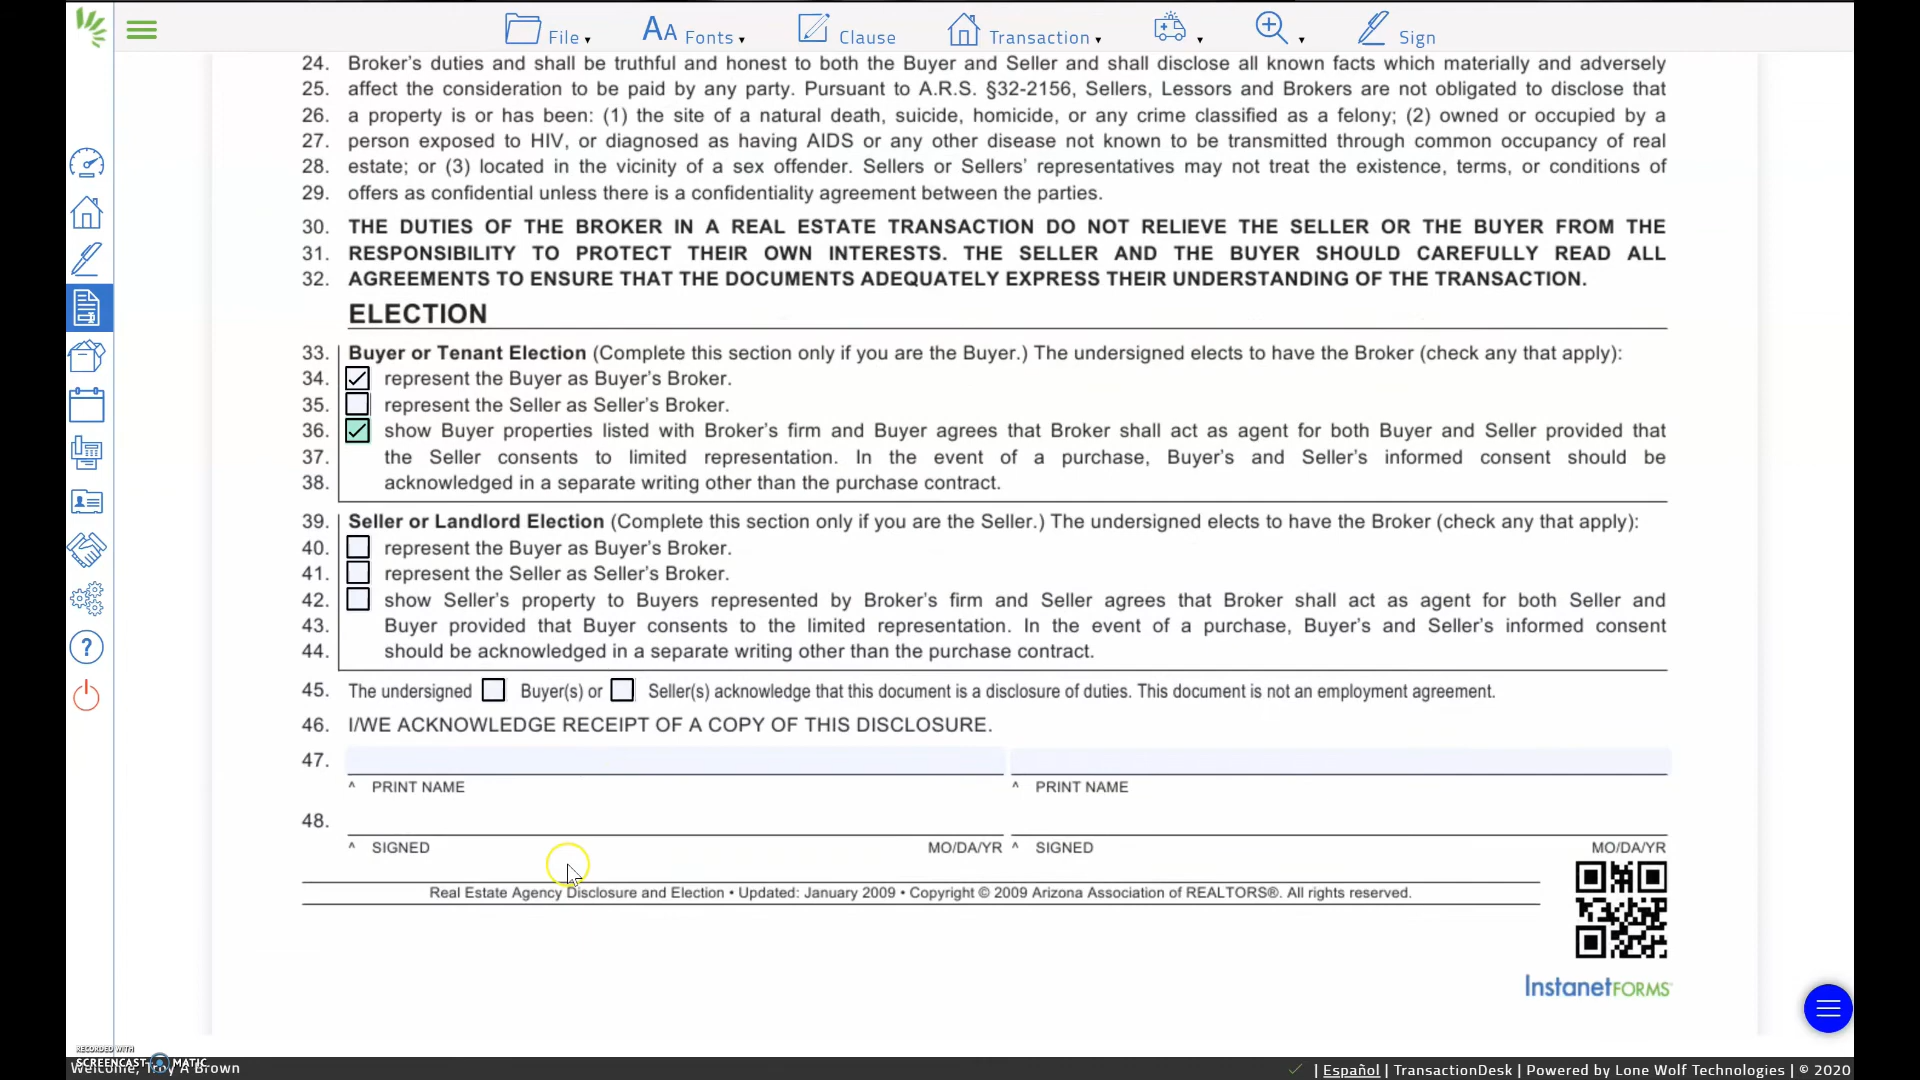 File Fonts Clause Transaction Sign
24. Broker's duties and shall be truthful and honest to both the Buyer and Seller and shall disclose all known facts which materially and adversely
25. affect the consideration to be paid by any party. Pursuant to A.R.S. §32-2156, Sellers, Lessors and Brokers are not obligated to disclose that
26. a property is or has been: (1) the site of a natural death, suicide, homicide, or any crime classified as a felony; (2) owned or occupied by a
27. person exposed to HIV, or diagnosed as having AIDS or any other disease not known to be transmitted through common occupancy of real
28. estate; or (3) located in the vicinity of a sex offender. Sellers or Sellers' representatives may not treat the existence, terms, or conditions of
29. offers as confidential unless there is a confidentiality agreement between the parties.
30. THE DUTIES OF THE BROKER IN A REAL ESTATE TRANSACTION DO NOT RELIEVE THE SELLER OR THE BUYER FROM THE
31. RESPONSIBILITY TO PROTECT THEIR OWN INTERESTS. THE SELLER AND THE BUYER SHOULD CAREFULLY READ ALL
32. AGREEMENTS TO ENSURE THAT THE DOCUMENTS ADEQUATELY EXPRESS THEIR UNDERSTANDING OF THE TRANSACTION.
ELECTION
33. Buyer or Tenant Election (Complete this section only if you are the Buyer.) The undersigned elects to have the Broker (check any that apply):
34. represent the Buyer as Buyer's Broker.
35. represent the Seller as Seller's Broker.
36. show Buyer properties listed with Broker's firm and Buyer agrees that Broker shall act as agent for both Buyer and Seller provided that
37. the Seller consents to limited representation. In the event of a purchase, Buyer's and Seller's informed consent should be
38. acknowledged in a separate writing other than the purchase contract.
39. Seller or Landlord Election (Complete this section only if you are the Seller.) The undersigned elects to have the Broker (check any that apply):
40. represent the Buyer as Buyer's Broker.
41. represent the Seller as Seller's Broker.
42. show Seller's property to Buyers represented by Broker's firm and Seller agrees that Broker shall act as agent for both Seller and
43. Buyer provided that Buyer consents to the limited representation. In the event of a purchase, Buyer's and Seller's informed consent
44. should be acknowledged in a separate writing other than the purchase contract.
45. The undersigned Buyer(s) or Seller(s) acknowledge that this document is a disclosure of duties. This document is not an employment agreement.
46. I/WE ACKNOWLEDGE RECEIPT OF A COPY OF THIS DISCLOSURE.
47.
^ PRINT NAME ^ PRINT NAME
48.
^ SIGNED MO/DA/YR ^ SIGNED MO/DA/YR
Real Estate Agency Disclosure and Election • Updated: January 2009 • Copyright © 2009 Arizona Association of REALTORS®. All rights reserved.
InstanetFORMS
RECORDED WITH
SCREENCAST MATIC
Welcome, Troy A Brown | Español | TransactionDesk | Powered by Lone Wolf Technologies | © 2020